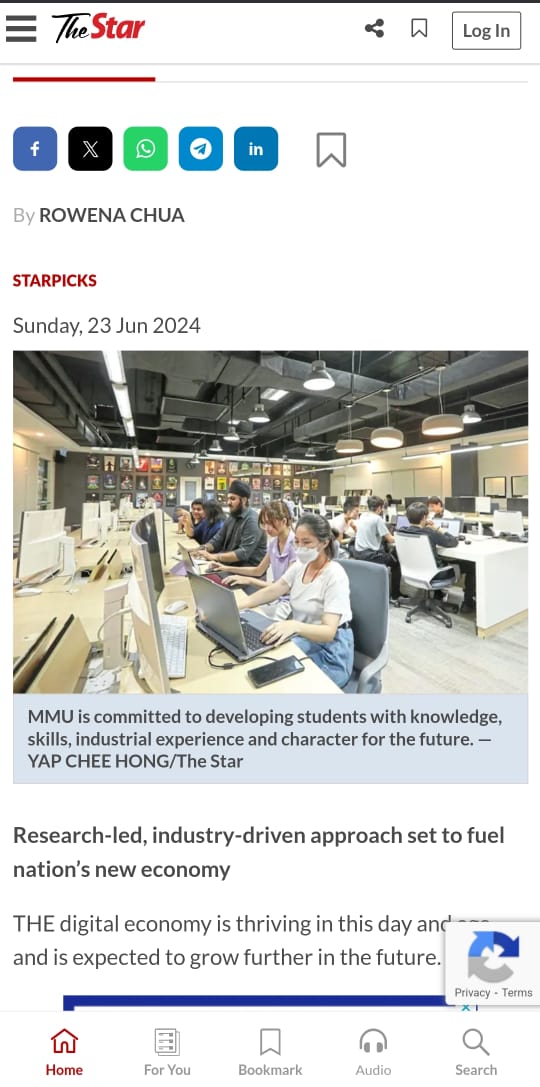 The Star
Log In
f
X
in
By ROWENA CHUA
STARPICKS
Sunday, 23 Jun 2024
MMU is committed to developing students with knowledge,
skills, industrial experience and character for the future. —
YAP CHEE HONG/The Star
Research-led, industry-driven approach set to fuel
nation’s new economy
THE digital economy is thriving in this day and
and is expected to grow further in the future.
Privacy - Terms
Home
For You
Bookmark
Audio
Search